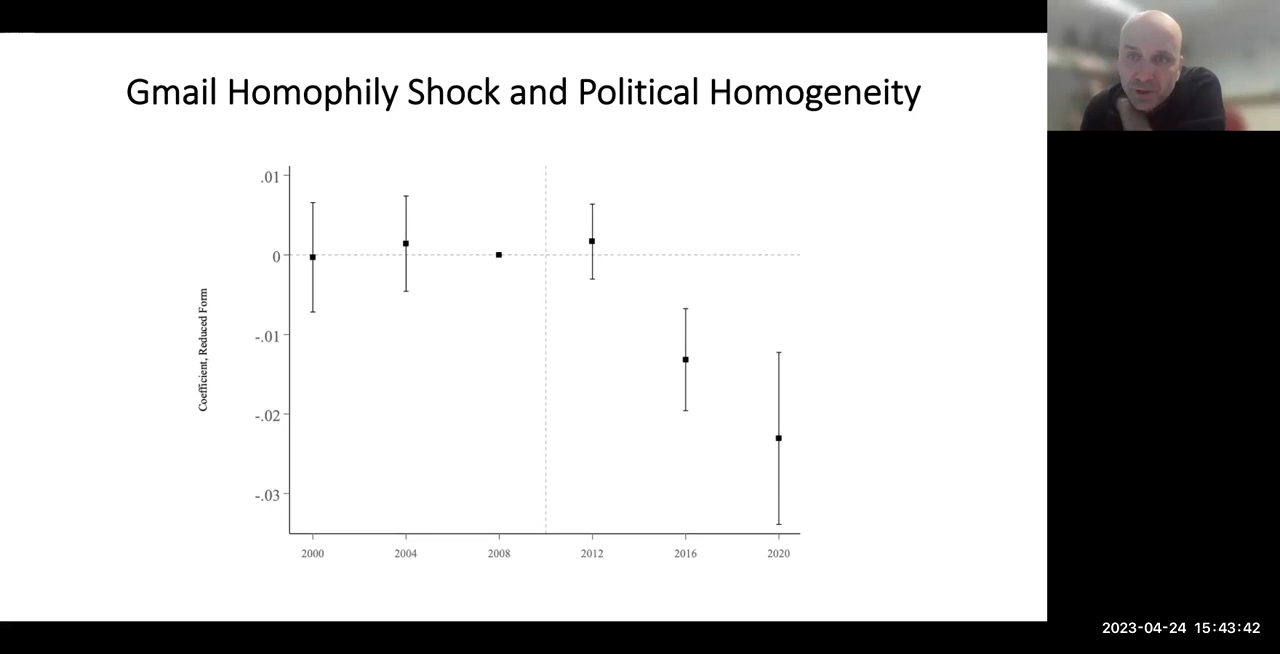 Gmail Homophily Shock and Political Homogeneity
.01
0
-.01
-.02
-.03
Coefficient, Reduced Form
2000 2004 2008 2012 2016 2020
2023-04-24 15:43:42